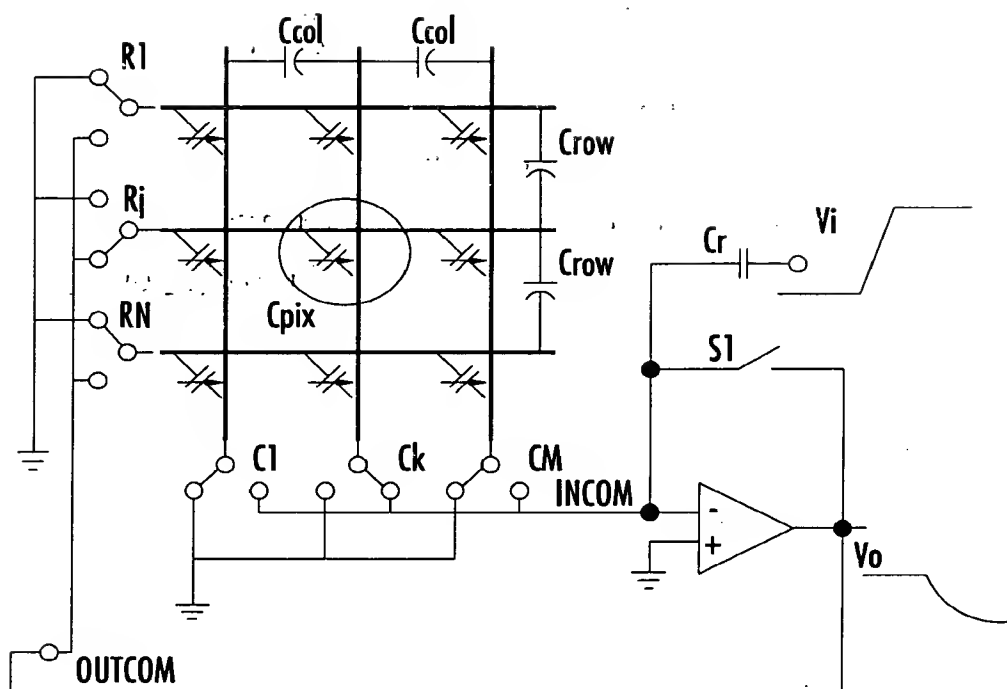 Ccol Ccol
R1
Crow
Rj
Cr Vi
Crow
Cpix
RN
S1
C1 Ck CM
INCOM
-
+
Vo
OUTCOM